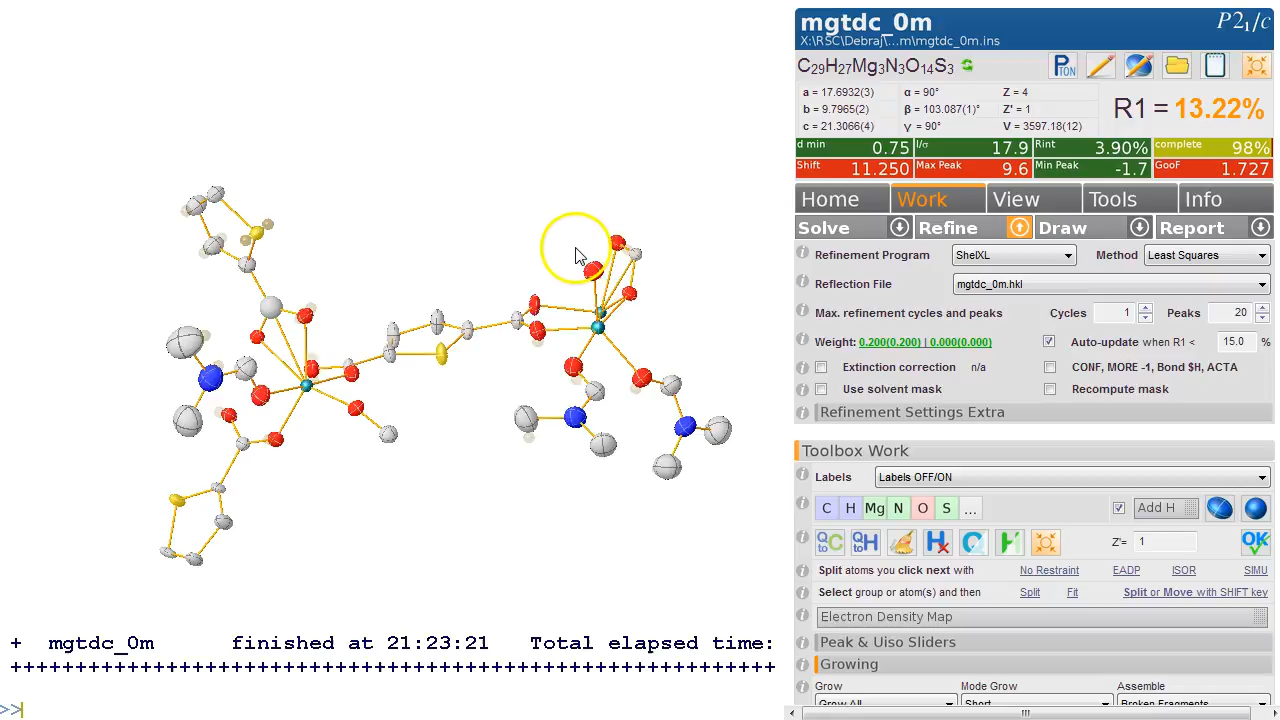 mgtdc_0m P2₁/c
X:\RSC\Debraj\...m\mgtdc_0m.ins
C₂₉H₂₇Mg₃N₃O₁₄S₃
PTON
a = 17.6932(3) α = 90° Z = 4
b = 9.7965(2) β = 103.087(1)° Z' = 1
c = 21.3066(4) γ = 90° V = 3597.18(12)
R1 = 13.22%
d min 0.75 I/σ 17.9 Rint 3.90% complete 98%
Shift 11.250 Max Peak 9.6 Min Peak -1.7 GooF 1.727
Home Work View Tools Info
Solve Refine Draw Report
Refinement Program ShelXL Method Least Squares
Reflection File mgtdc_0m.hkl
Max. refinement cycles and peaks Cycles 1 Peaks 20
Weight: 0.200(0.200) | 0.000(0.000) Auto-update when R1 < 15.0 %
Extinction correction n/a CONF, MORE -1, Bond $H, ACTA
Use solvent mask Recompute mask
Refinement Settings Extra
Toolbox Work
Labels Labels OFF/ON
C H Mg N O S ... Add H
Q to C Q to H H Z'= 1 OK
Split atoms you click next with No Restraint EADP ISOR SIMU
Select group or atom(s) and then Split Fit Split or Move with SHIFT key
Electron Density Map
Peak & Uiso Sliders
Growing
Grow Mode Grow Assemble
Grow All Short Broken Fragments
+ mgtdc_0m finished at 21:23:21 Total elapsed time:
+++++++++++++++++++++++++++++++++++++++++++++++++++++++++++++++++
>>